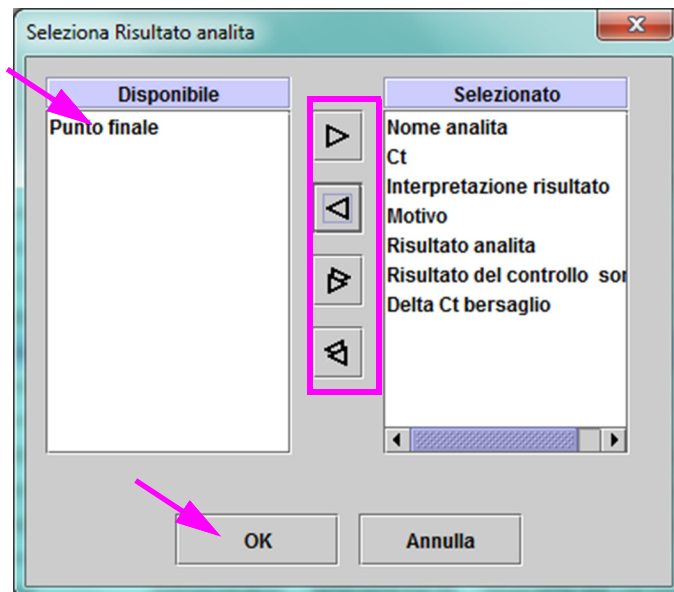 Seleziona Risultato analita
Disponibile
Punto finale
Selezionato
Nome analita
Ct
Interpretazione risultato
Motivo
Risultato analita
Risultato del controllo
Delta Ct bersaglio
OK
Annulla